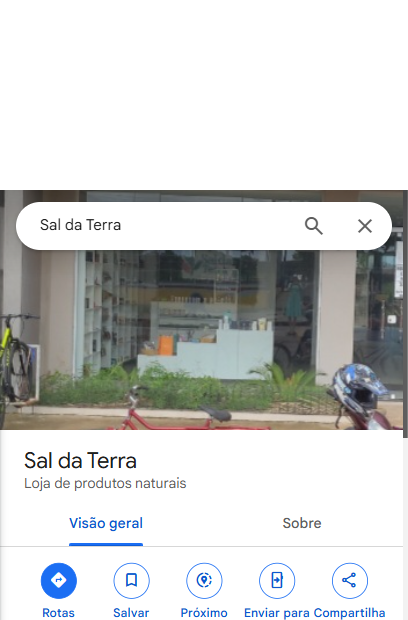 Sal da Terra
Sal da Terra
Loja de produtos naturais
Visão geral
Sobre
Rotas
Salvar
Próximo
Enviar para
Compartilha